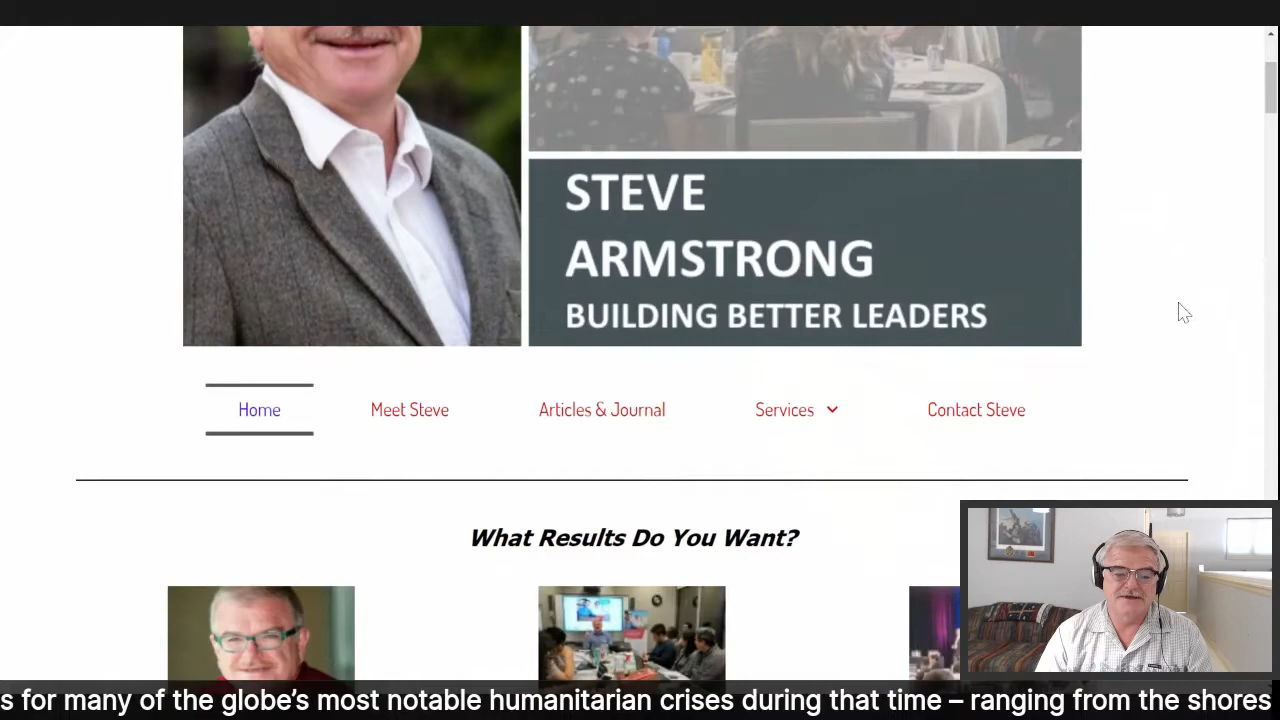 STEVE
ARMSTRONG
BUILDING BETTER LEADERS
Home Meet Steve Articles & Journal Services Contact Steve
What Results Do You Want?
s for many of the globe’s most notable humanitarian crises during that time – ranging from the shores